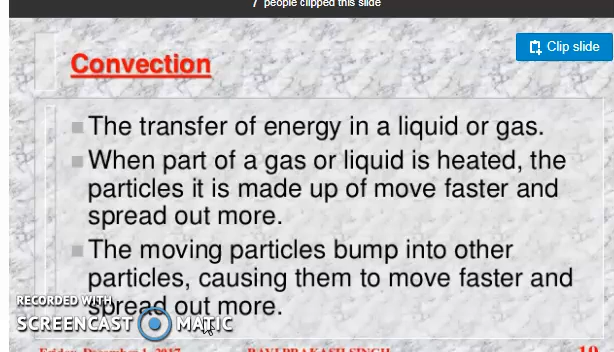 7 people clipped this slide
Clip slide
Convection
The transfer of energy in a liquid or gas.
When part of a gas or liquid is heated, the
particles it is made up of move faster and
spread out more.
The moving particles bump into other
particles, causing them to move faster and
spread out more.
RECORDED WITH
SCREENCAST MATIC
Friday, December 1, 2017 RAVI PRAKASH SINGH 19